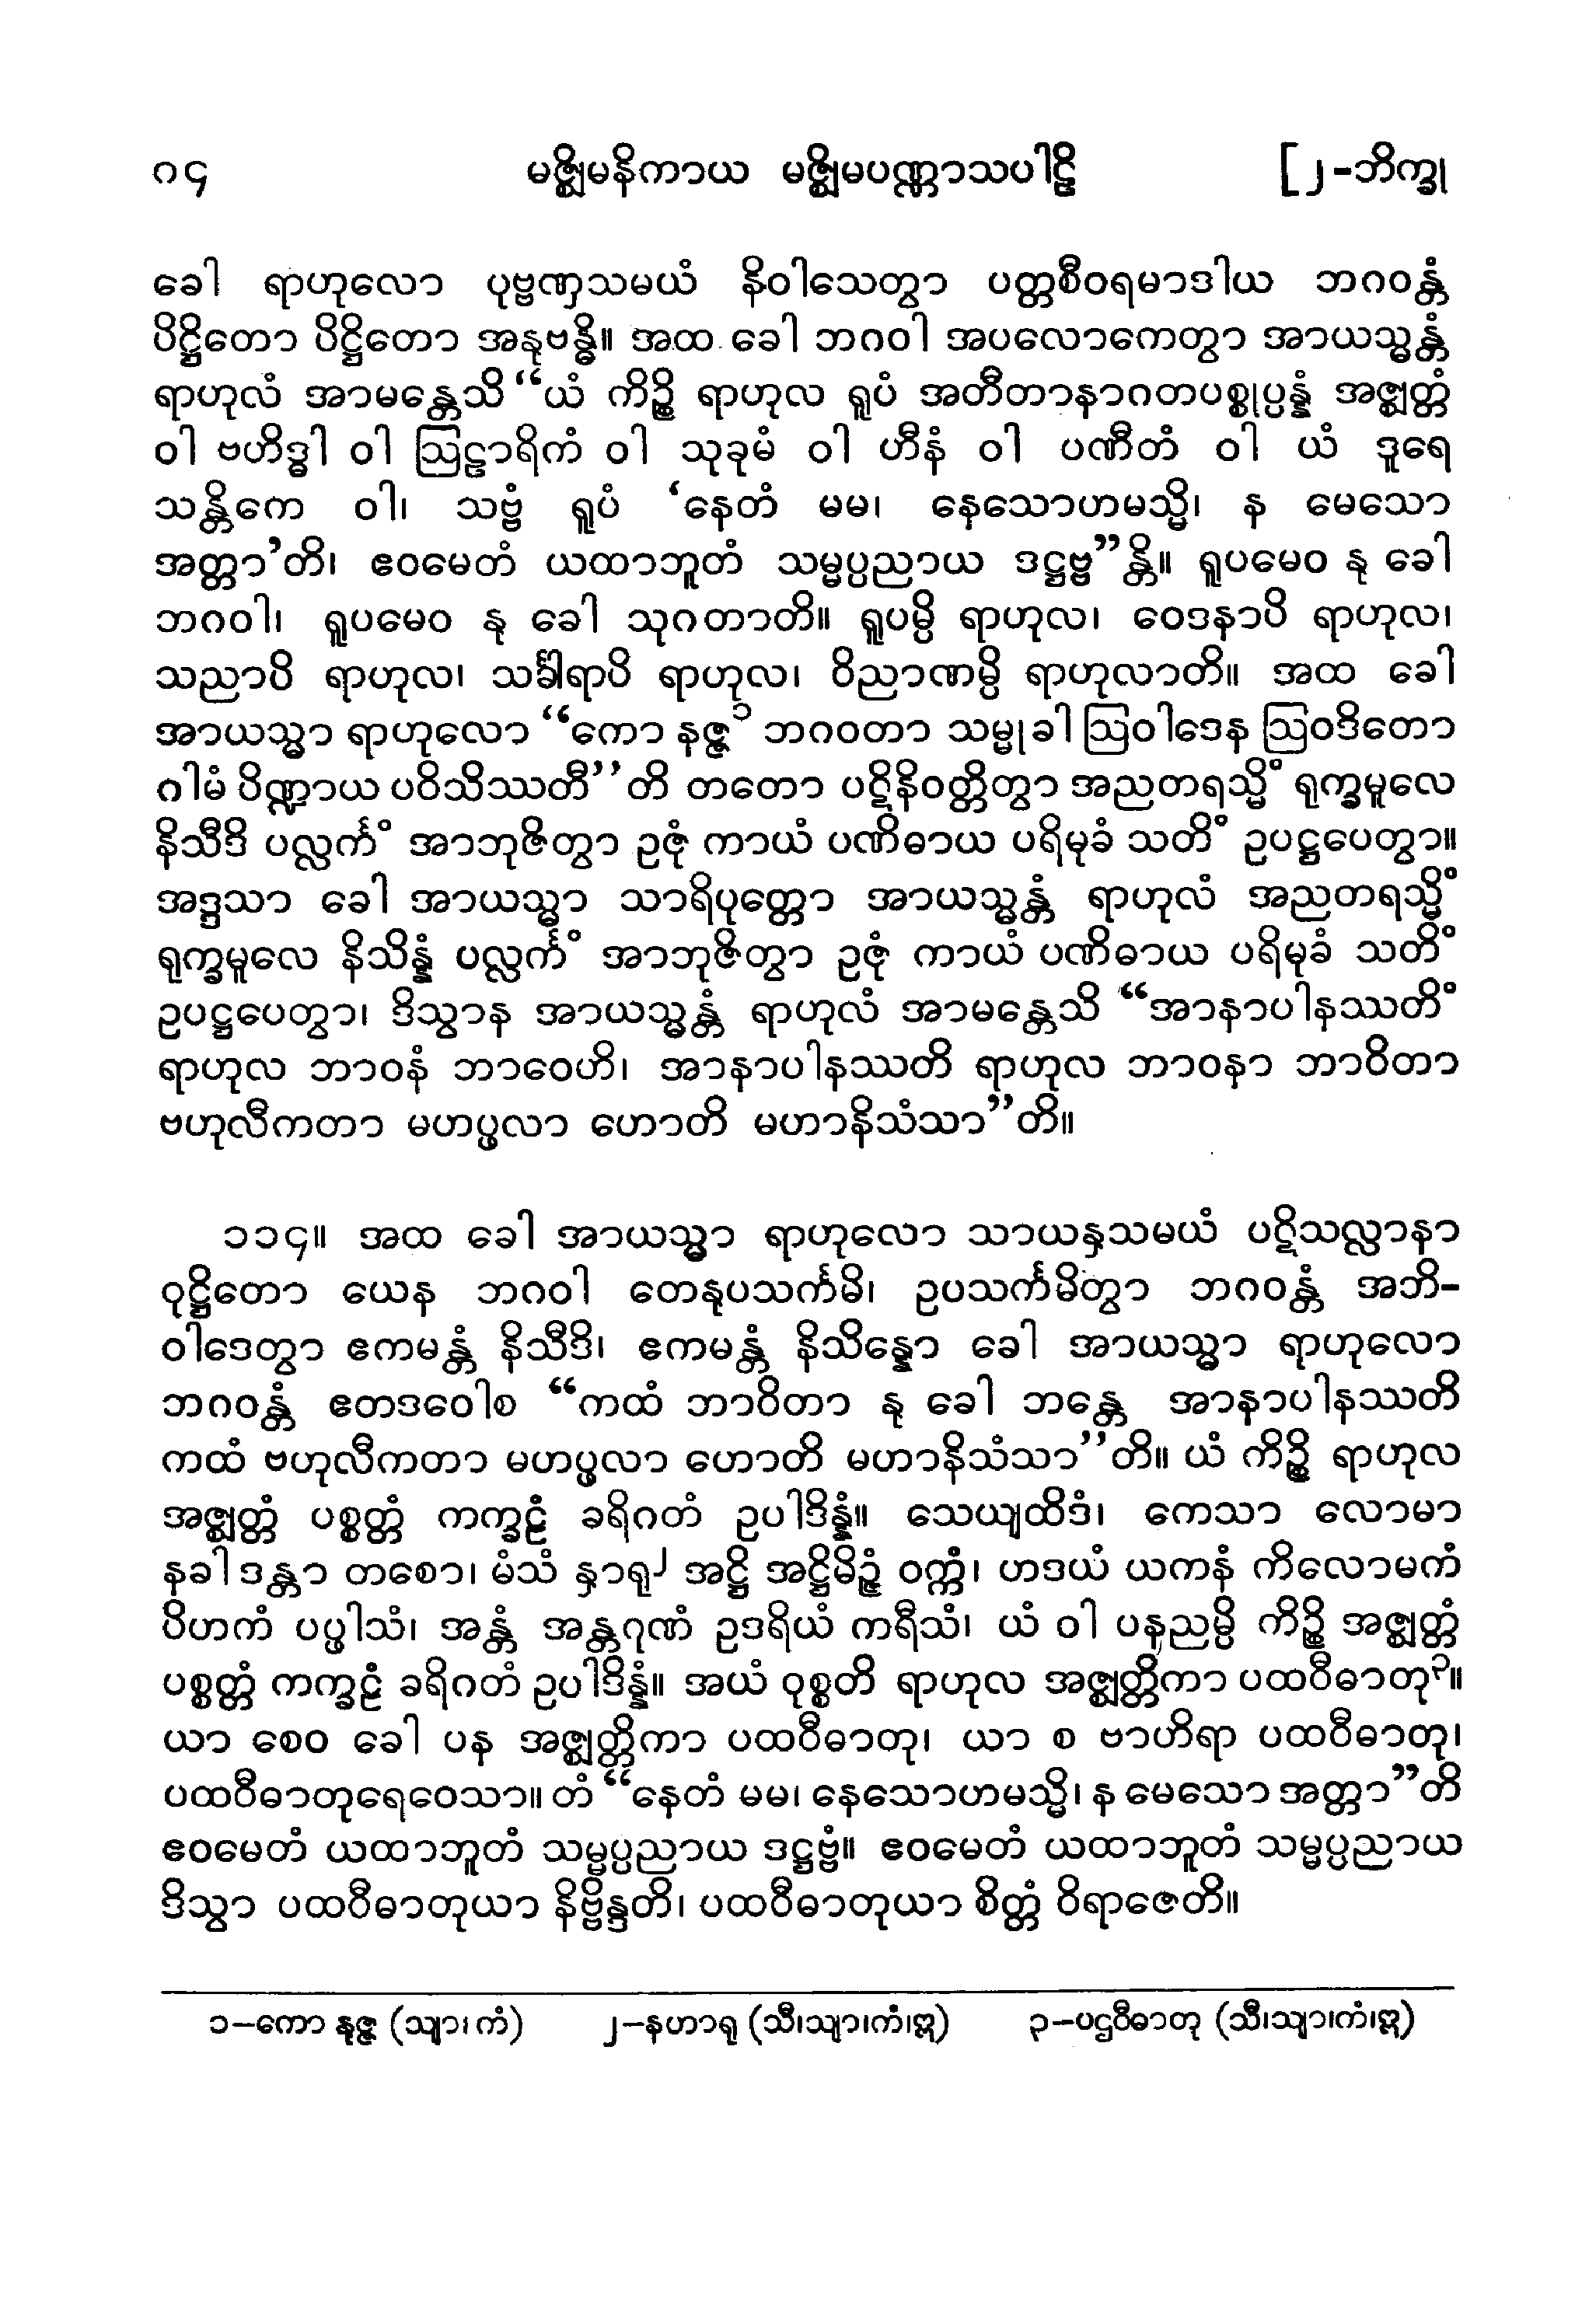 ၈၄ မဇ္ဈိမနိကာယ မဇ္ဈိမပဏ္ဏာသပါဠိ [၂-ဘိက္ခု
ခေါ ရာဟုလော ပုဗ္ဗဏှသမယံ နိဝါသေတွာ ပတ္တစီဝရမာဒါယ ဘဂဝန္တံ
ပိဋ္ဌိတော ပိဋ္ဌိတော အနုဗန္ဓိ။ အထ ခေါ ဘဂဝါ အပလောကေတွာ အာယသ္မန္တံ
ရာဟုလံ အာမန္တေသိ “ယံ ကိဉ္စိ ရာဟုလ ရူပံ အတီတာနာဂတပစ္စုပ္ပန္နံ အဇ္ဈတ္တံ
ဝါ ဗဟိဒ္ဓါ ဝါ ဩဠာရိကံ ဝါ သုခုမံ ဝါ ဟီနံ ဝါ ပဏီတံ ဝါ ယံ ဒူရေ
သန္တိကေ ဝါ၊ သဗ္ဗံ ရူပံ ‘နေတံ မမ၊ နေသောဟမသ္မိ၊ န မေသော
အတ္တာ’တိ၊ ဧဝမေတံ ယထာဘူတံ သမ္မပ္ပညာယ ဒဋ္ဌဗ္ဗ”န္တိ။ ရူပမေဝ နု ခေါ
ဘဂဝါ၊ ရူပမေဝ နု ခေါ သုဂတာတိ။ ရူပမ္ပိ ရာဟုလ၊ ဝေဒနာပိ ရာဟုလ၊
သညာပိ ရာဟုလ၊ သင်္ခါရာပိ ရာဟုလ၊ ဝိညာဏမ္ပိ ရာဟုလာတိ။ အထ ခေါ
အာယသ္မာ ရာဟုလော “ကော နဇ္ဇ၁ ဘဂဝတာ သမ္မုခါ ဩဝါဒေန ဩဝဒိတော
ဂါမံ ပိဏ္ဍာယ ပဝိသိဿတီ”တိ တတော ပဋိနိဝတ္တိတွာ အညတရသ္မိံ ရုက္ခမူလေ
နိသီဒိ ပလ္လင်္ကံ အာဘုဇိတွာ ဥဇုံ ကာယံ ပဏိဓာယ ပရိမုခံ သတိံ ဥပဋ္ဌပေတွာ။
အဒ္ဒသာ ခေါ အာယသ္မာ သာရိပုတ္တော အာယသ္မန္တံ ရာဟုလံ အညတရသ္မိံ
ရုက္ခမူလေ နိသိန္နံ ပလ္လင်္ကံ အာဘုဇိတွာ ဥဇုံ ကာယံ ပဏိဓာယ ပရိမုခံ သတိံ
ဥပဋ္ဌပေတွာ၊ ဒိသွာန အာယသ္မန္တံ ရာဟုလံ အာမန္တေသိ “အာနာပါနဿတိံ
ရာဟုလ ဘာဝနံ ဘာဝေဟိ၊ အာနာပါနဿတိ ရာဟုလ ဘာဝနာ ဘာဝိတာ
ဗဟုလီကတာ မဟပ္ဖလာ ဟောတိ မဟာနိသံသာ”တိ။
၁၁၄။ အထ ခေါ အာယသ္မာ ရာဟုလော သာယနှသမယံ ပဋိသလ္လာနာ
ဝုဋ္ဌိတော ယေန ဘဂဝါ တေနုပသင်္ကမိ၊ ဥပသင်္ကမိတွာ ဘဂဝန္တံ အဘိ-
ဝါဒေတွာ ဧကမန္တံ နိသီဒိ၊ ဧကမန္တံ နိသိန္နော ခေါ အာယသ္မာ ရာဟုလော
ဘဂဝန္တံ ဧတဒဝေါစ “ကထံ ဘာဝိတာ နု ခေါ ဘန္တေ အာနာပါနဿတိ
ကထံ ဗဟုလီကတာ မဟပ္ဖလာ ဟောတိ မဟာနိသံသာ”တိ။ ယံ ကိဉ္စိ ရာဟုလ
အဇ္ဈတ္တံ ပစ္စတ္တံ ကက္ခဠံ ခရိဂတံ ဥပါဒိန္နံ။ သေယျထိဒံ၊ ကေသာ လောမာ
နခါ ဒန္တာ တစော၊ မံသံ နှာရု၂ အဋ္ဌိ အဋ္ဌိမိဉ္ဇံ ဝက္ကံ၊ ဟဒယံ ယကနံ ကိလောမကံ
ပိဟကံ ပပ္ဖါသံ၊ အန္တံ အန္တဂုဏံ ဥဒရိယံ ကရီသံ၊ ယံ ဝါ ပနညမ္ပိ ကိဉ္စိ အဇ္ဈတ္တံ
ပစ္စတ္တံ ကက္ခဠံ ခရိဂတံ ဥပါဒိန္နံ။ အယံ ဝုစ္စတိ ရာဟုလ အဇ္ဈတ္တိကာ ပထဝီဓာတု၃။
ယာ စေဝ ခေါ ပန အဇ္ဈတ္တိကာ ပထဝီဓာတု၊ ယာ စ ဗာဟိရာ ပထဝီဓာတု၊
ပထဝီဓာတုရေဝေသာ။ တံ “နေတံ မမ၊ နေသောဟမသ္မိ၊ န မေသော အတ္တာ”တိ
ဧဝမေတံ ယထာဘူတံ သမ္မပ္ပညာယ ဒဋ္ဌဗ္ဗံ။ ဧဝမေတံ ယထာဘူတံ သမ္မပ္ပညာယ
ဒိသွာ ပထဝီဓာတုယာ နိဗ္ဗိန္ဒတိ၊ ပထဝီဓာတုယာ စိတ္တံ ဝိရာဇေတိ။
၁-ကော နုဇ္ဇ (သျာ၊ကံ) ၂-နဟာရု (သီ၊သျာ၊ကံ၊ဣ) ၃-ပဌဝီဓာတု (သီ၊သျာ၊ကံ၊ဣ)